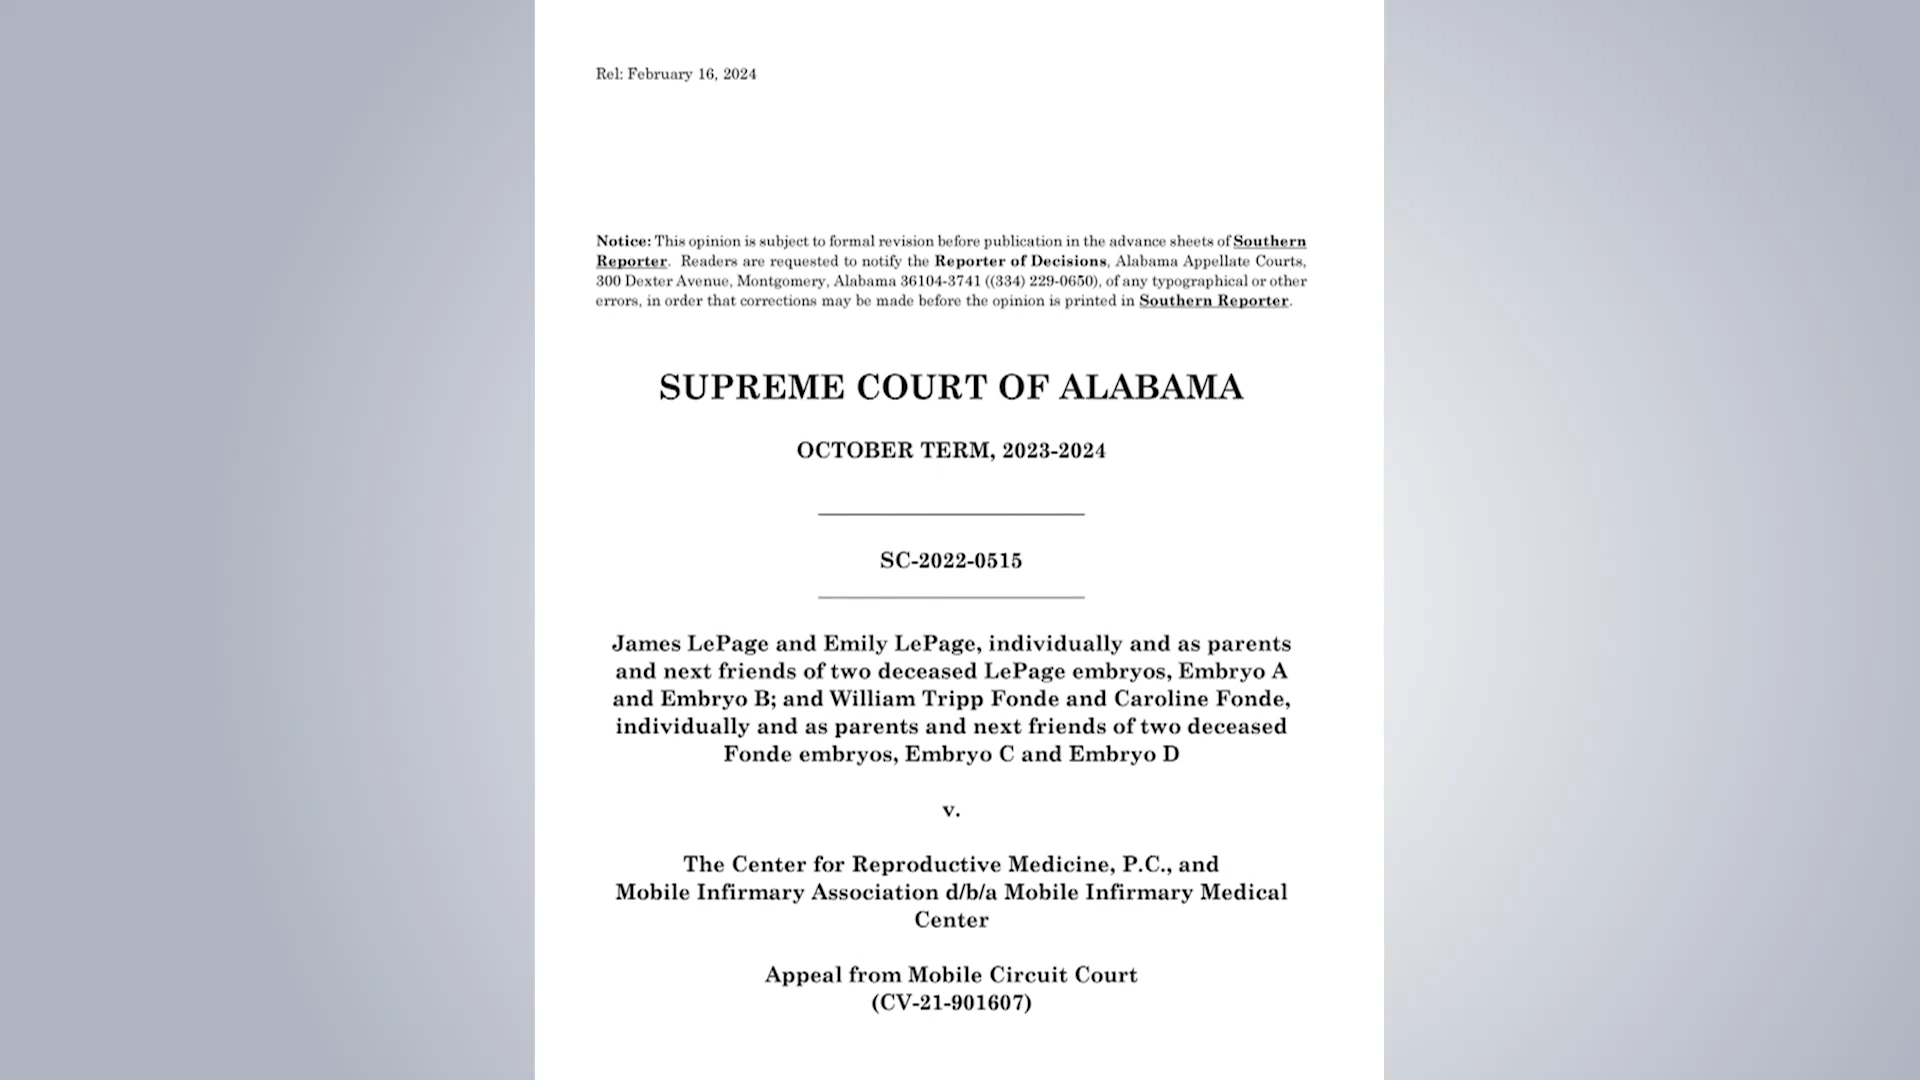 Rel: February 16, 2024
Notice: This opinion is subject to formal revision before publication in the advance sheets of Southern
Reporter. Readers are requested to notify the Reporter of Decisions, Alabama Appellate Courts,
300 Dexter Avenue, Montgomery, Alabama 36104-3741 ((334) 229-0650), of any typographical or other
errors, in order that corrections may be made before the opinion is printed in Southern Reporter.
SUPREME COURT OF ALABAMA
OCTOBER TERM, 2023-2024
SC-2022-0515
James LePage and Emily LePage, individually and as parents
and next friends of two deceased LePage embryos, Embryo A
and Embryo B; and William Tripp Fonde and Caroline Fonde,
individually and as parents and next friends of two deceased
Fonde embryos, Embryo C and Embryo D
v.
The Center for Reproductive Medicine, P.C., and
Mobile Infirmary Association d/b/a Mobile Infirmary Medical
Center
Appeal from Mobile Circuit Court
(CV-21-901607)